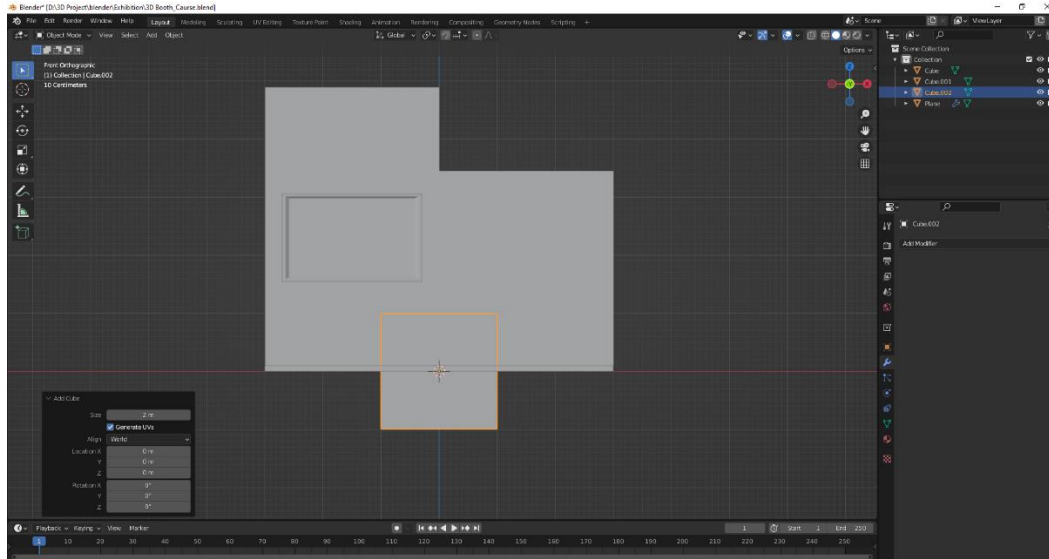 Blender* [D:\3D Project\blender\Exhibition\3D Booth_Caurse.blend]
File Edit Render Window Help Layout Modeling Sculpting UV Editing Texture Paint Shading Animation Rendering Compositing Geometry Nodes Scripting + Scene ViewLayer
Object Mode View Select Add Object Global
Options
Front Orthographic
(1) Collection | Cube.002
10 Centimeters
Scene Collection
Collection
Cube
Cube.001
Cube.002
Plane
Cube.002
Add Modifier
Add Cube
Size 2 m
Generate UVs
Align World
Location X 0 m
Y 0 m
Z 0 m
Rotation X 0°
Y 0°
Z 0°
Playback Keying View Marker 1 Start 1 End 250
1 10 20 30 40 50 60 70 80 90 100 110 120 130 140 150 160 170 180 190 200 210 220 230 240 250